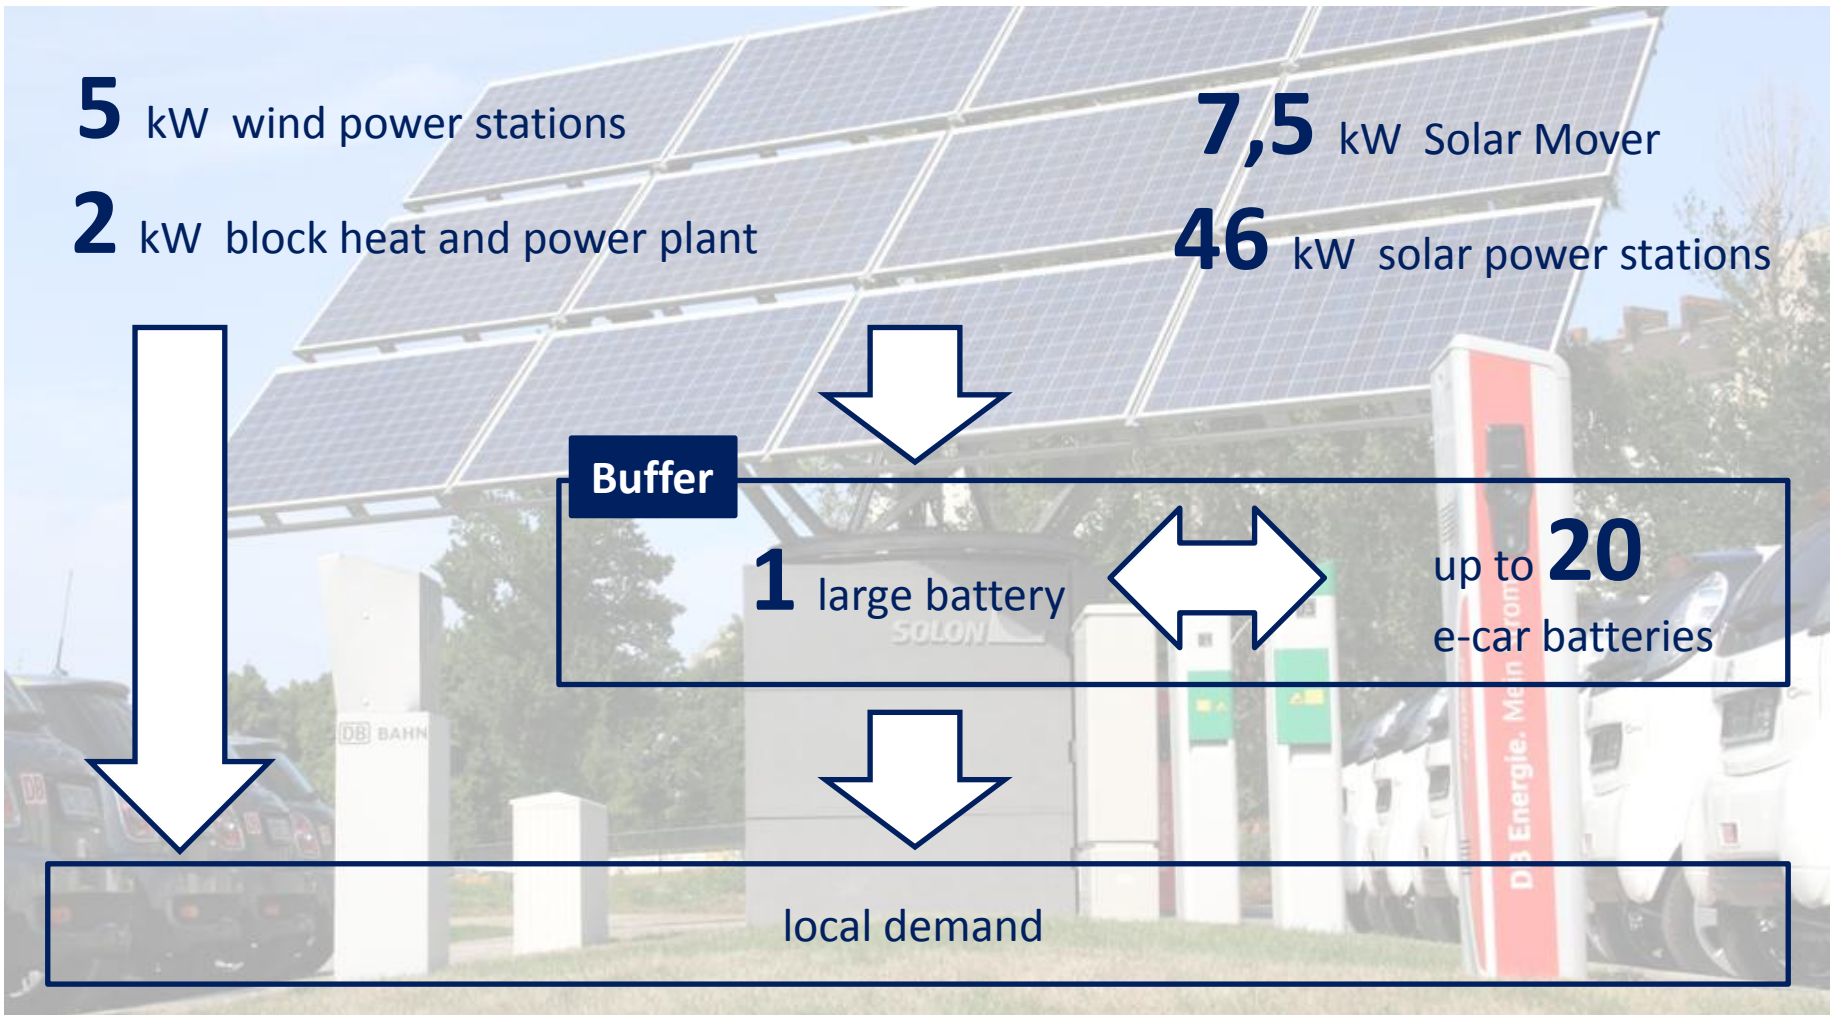 5 kW wind power stations
7,5 kW Solar Mover
2 kW block heat and power plant
46 kW solar power stations
Buffer
1 large battery
up to 20
e-car batteries
SOLON
DB BAHN
DB
DB Energie. Mein Strom.
local demand